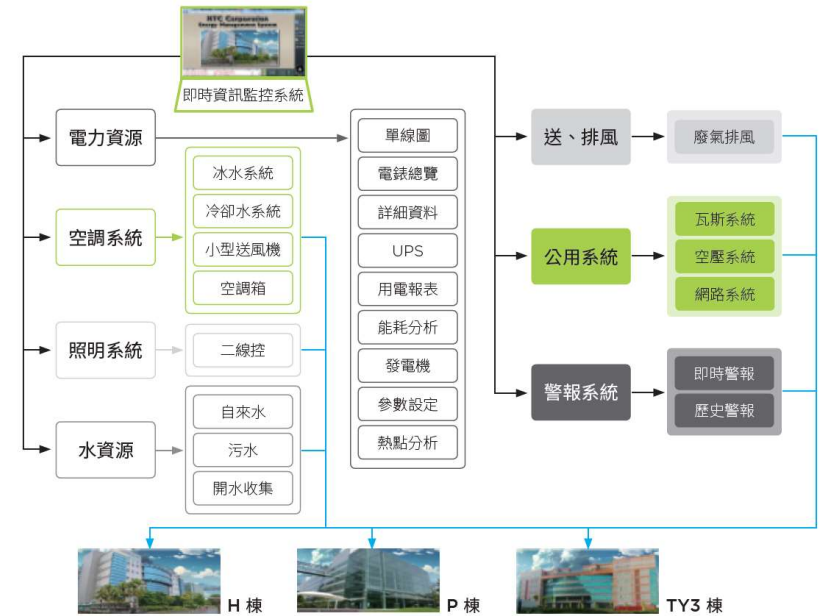 HTC Corporation
Energy Management System
即時資訊監控系統
電力資源
空調系統
冰水系統
冷卻水系統
小型送風機
空調箱
照明系統
二線控
水資源
自來水
污水
開水收集
單線圖
電錶總覽
詳細資料
UPS
用電報表
能耗分析
發電機
參數設定
熱點分析
送、排風
廢氣排風
公用系統
瓦斯系統
空壓系統
網路系統
警報系統
即時警報
歷史警報
H 棟
P 棟
TY3 棟